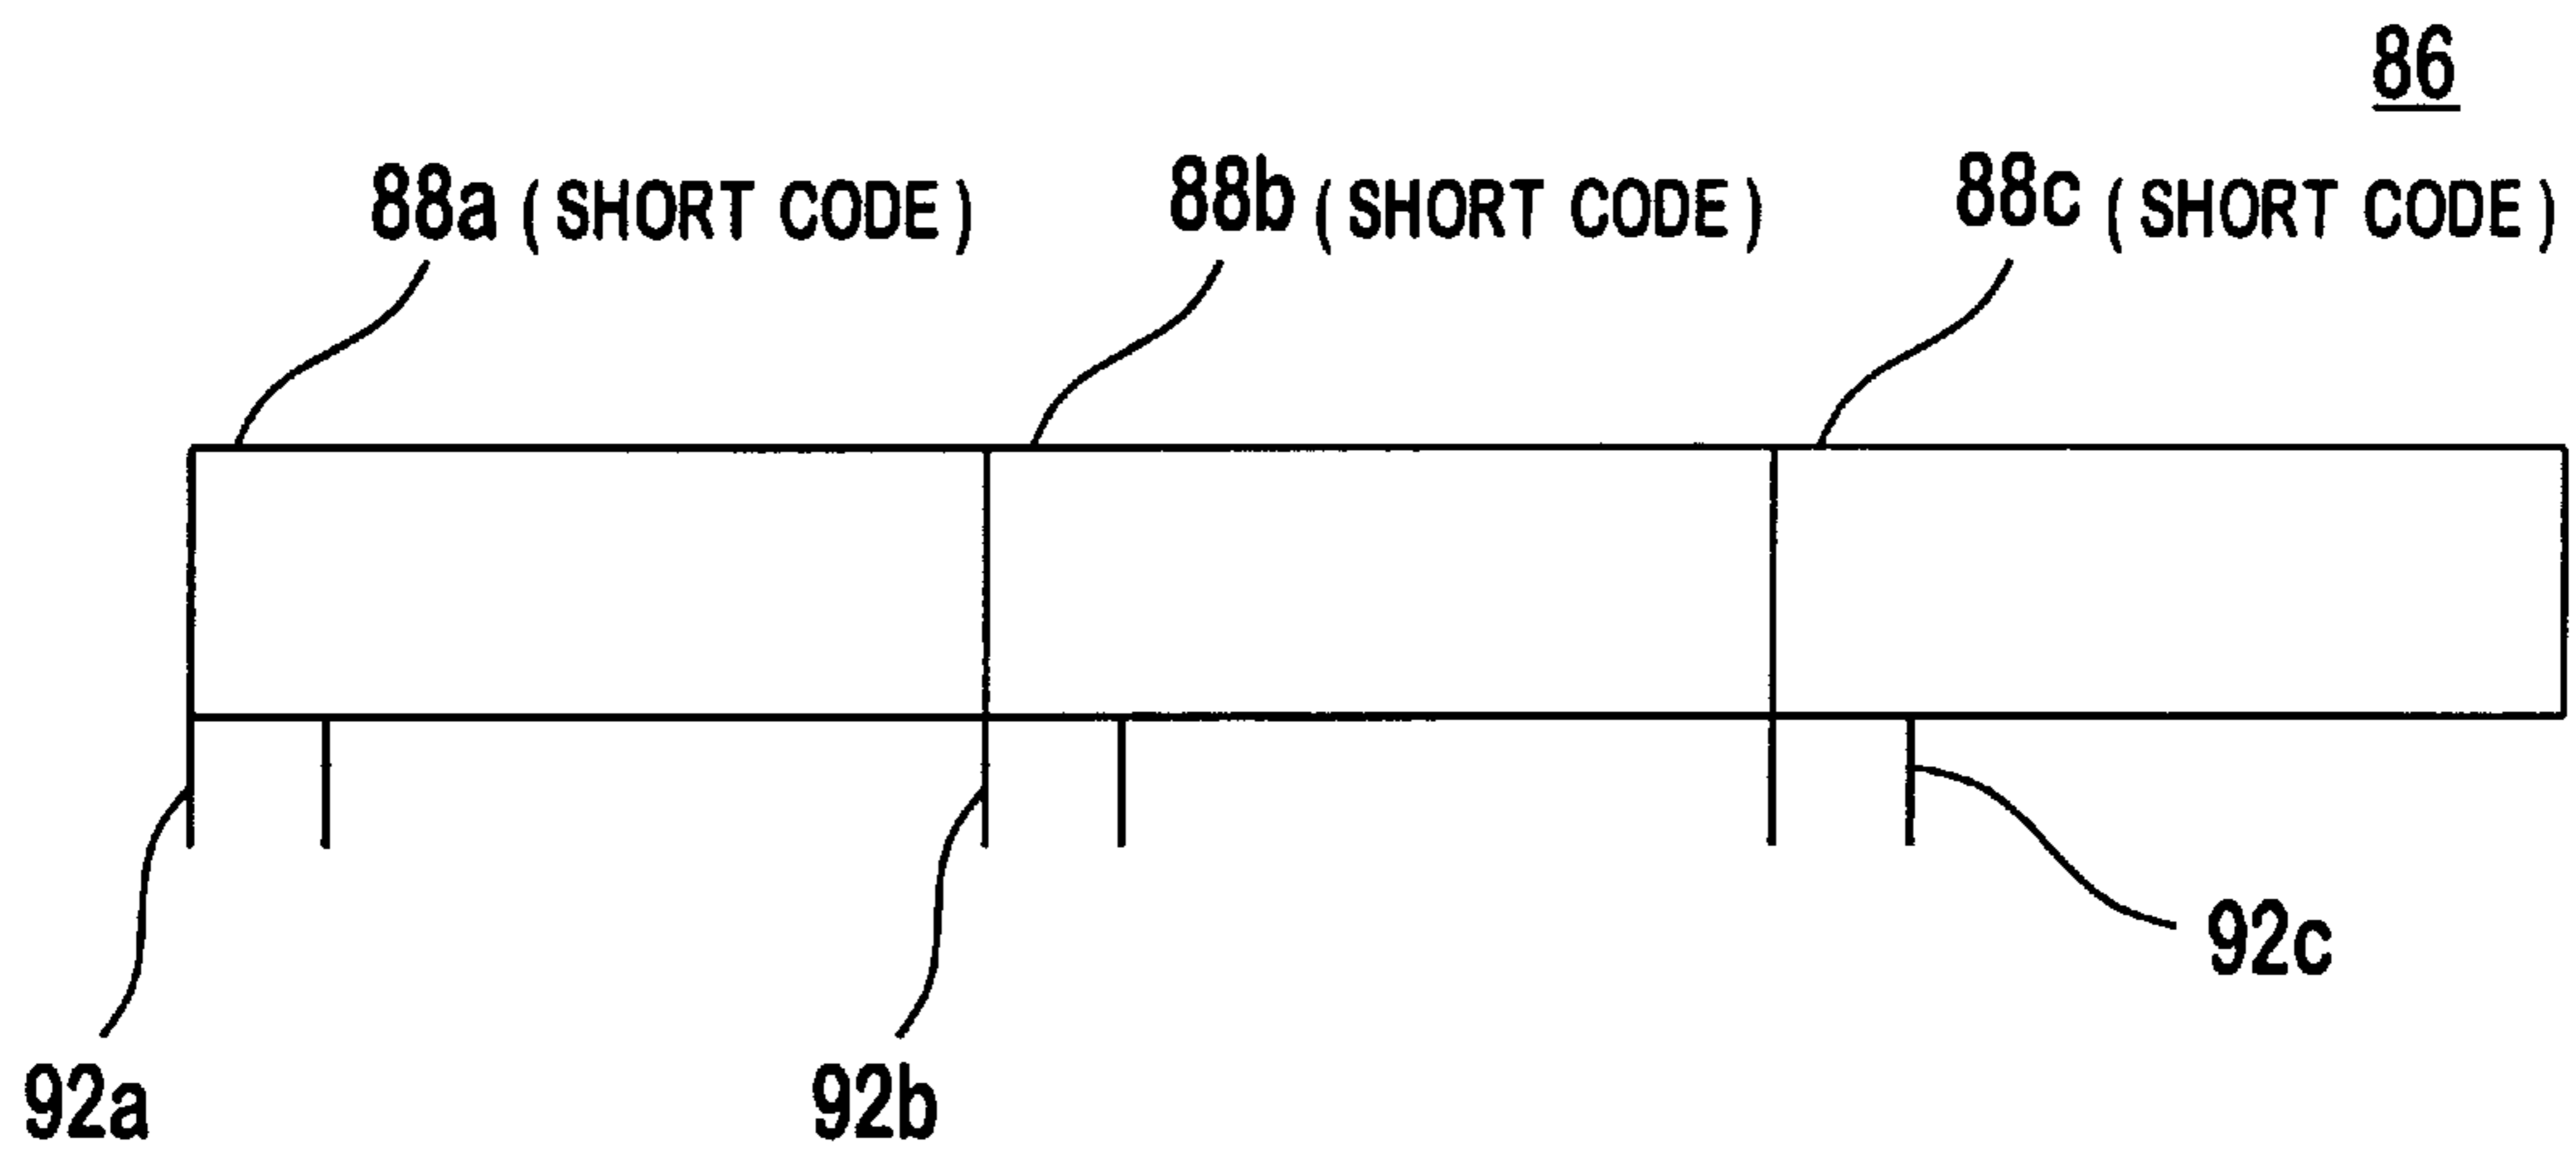 86
88a (SHORT CODE) 88b (SHORT CODE) 88c (SHORT CODE)
92c
92a 92b